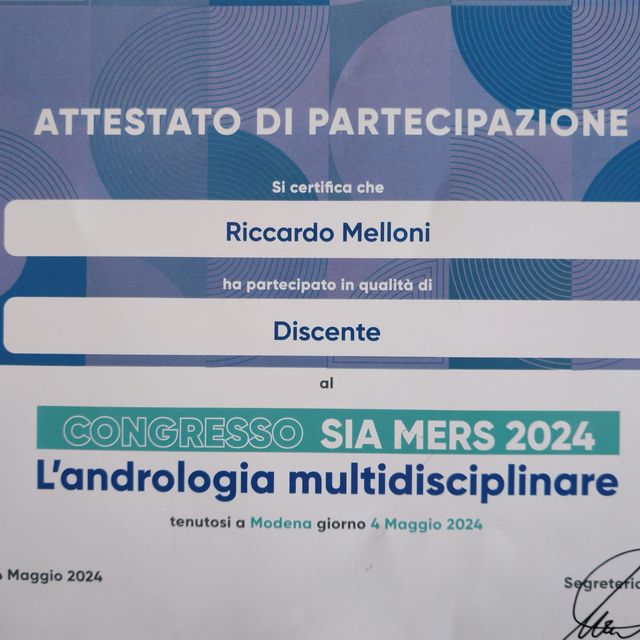 ATTESTATO DI PARTECIPAZIONE
Si certifica che
Riccardo Melloni
ha partecipato in qualità di
Discente
al
CONGRESSO SIA MERS 2024
L'andrologia multidisciplinare
tenutosi a Modena giorno 4 Maggio 2024
Maggio 2024